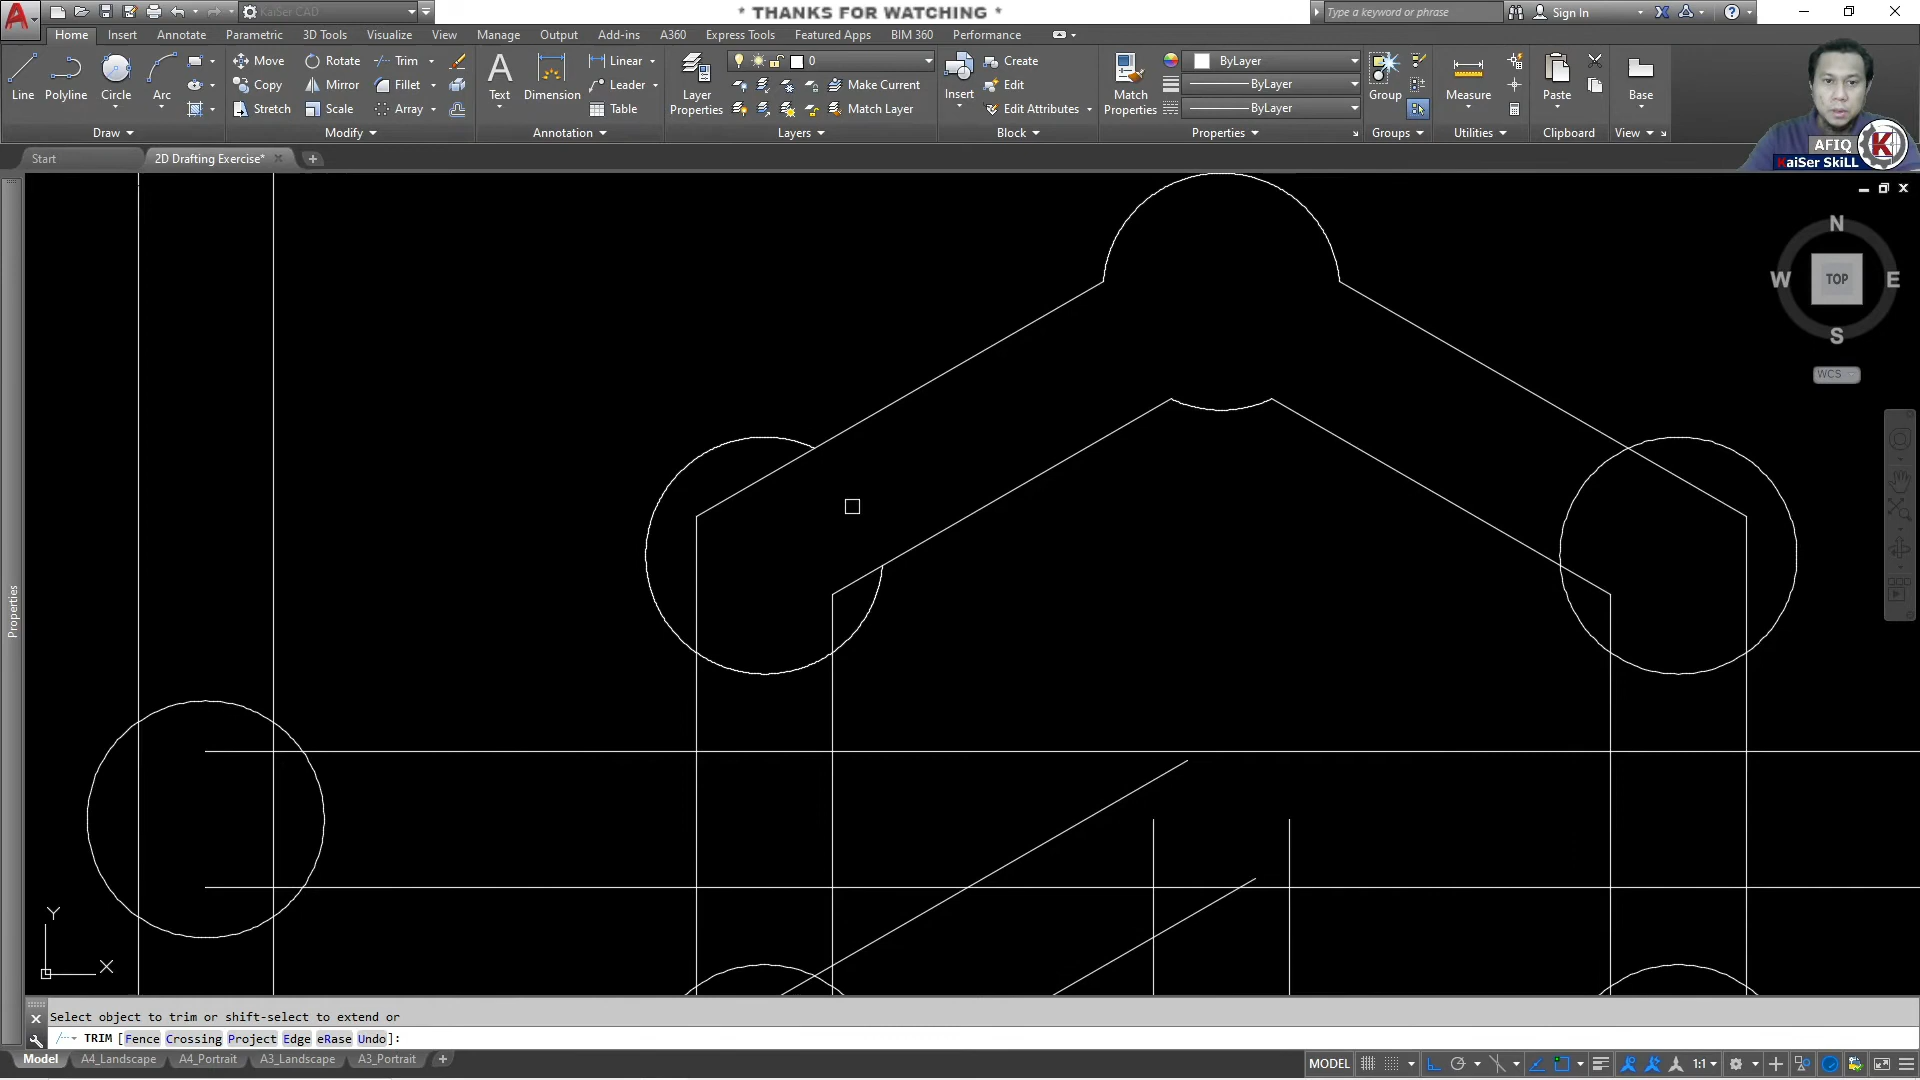 KaiSer CAD
* THANKS FOR WATCHING *
Type a keyword or phrase
Sign In
Home Insert Annotate Parametric 3D Tools Visualize View Manage Output Add-ins A360 Express Tools Featured Apps BIM 360 Performance
Line Polyline Circle Arc
Draw
Move Rotate Trim
Copy Mirror Fillet
Stretch Scale Array
Modify
Text Dimension
Linear
Leader
Table
Annotation
Layer Properties
0
Make Current
Match Layer
Layers
Insert
Create
Edit
Edit Attributes
Block
Match Properties
ByLayer
ByLayer
ByLayer
Properties
Group
Groups
Measure
Utilities
Paste
Clipboard
Base
View
AFIQ
K
KaiSer SkiLL
Start
2D Drafting Exercise*
N
W TOP E
S
WCS
Properties
Y
X
Select object to trim or shift-select to extend or
TRIM [Fence Crossing Project Edge eRase Undo]:
Model A4_Landscape A4_Portrait A3_Landscape A3_Portrait
MODEL
1:1